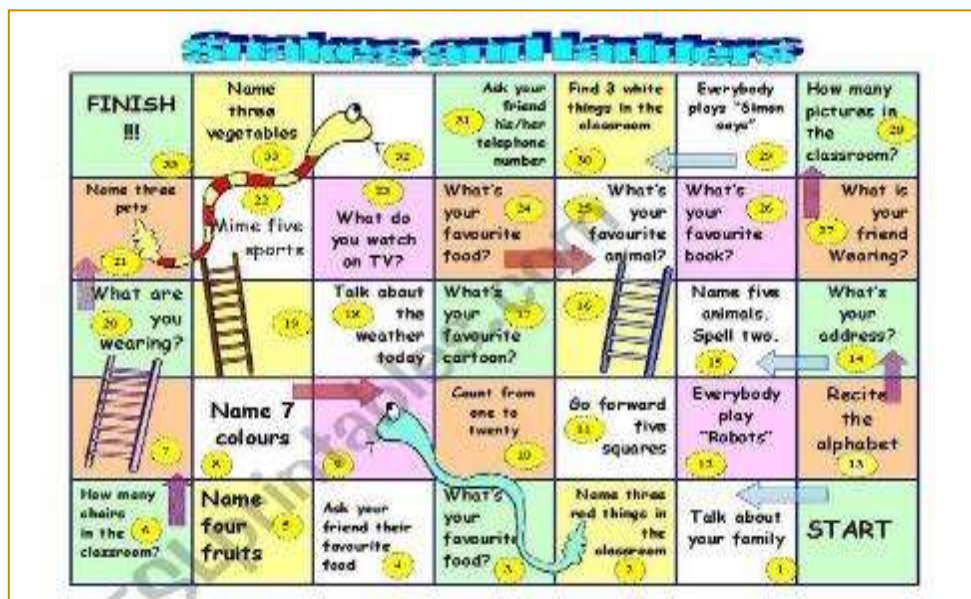 FINISH
!!!
33
Name
three
vegetables
33
32
Ask your
friend
his/her
telephone
number
31
Find 3 white
things in the
classroom
30
Everybody
plays "Simon
says"
29
How many
pictures in
the
classroom?
28
Name three
pets
21
22
Mime five
sports
23
What do
you watch
on TV?
What's
your
favourite
food?
24
25
What's
your
favourite
animal?
What's
your
favourite
book?
26
What is
your
friend
Wearing?
27
What are
you
wearing?
20
19
Talk about
the
weather
today
18
What's
your
favourite
cartoon?
17
16
Name five
animals.
Spell two.
15
What's
your
address?
14
7
Name 7
colours
8
9
Count from
one to
twenty
10
Go forward
five
squares
11
Everybody
play
"Robots"
12
Recite
the
alphabet
13
How many
chairs
in the
classroom?
6
Name
four
fruits
5
Ask your
friend their
favourite
food
4
What's
your
favourite
food?
3
Name three
red things in
the
classroom
2
Talk about
your family
1
START